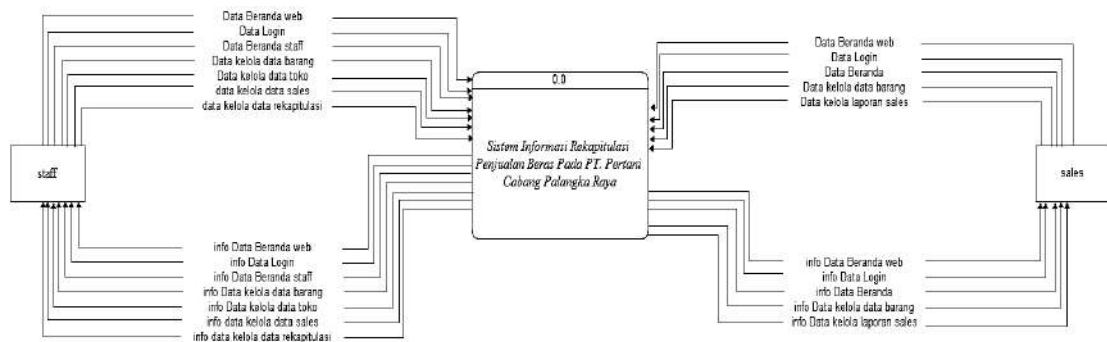 Data Beranda web
Data Login
Data Beranda staff
Data kelola data barang
Data kelola data toko
data kelola data sales
data kelola data rekapitulasi
staff
info Data Beranda web
info Data Login
info Data Beranda staff
info Data kelola data barang
info Data kelola data toko
info data kelola data sales
info data kelola data rekapitulasi
0.0
Sistem Informasi Rekapitulasi
Penjualan Beras Pada PT. Pertani
Cabang Palangka Raya
Data Beranda web
Data Login
Data Beranda
Data kelola data barang
Data kelola laporan sales
sales
info Data Beranda web
info Data Login
info Data Beranda
info Data kelola data barang
info Data kelola laporan sales